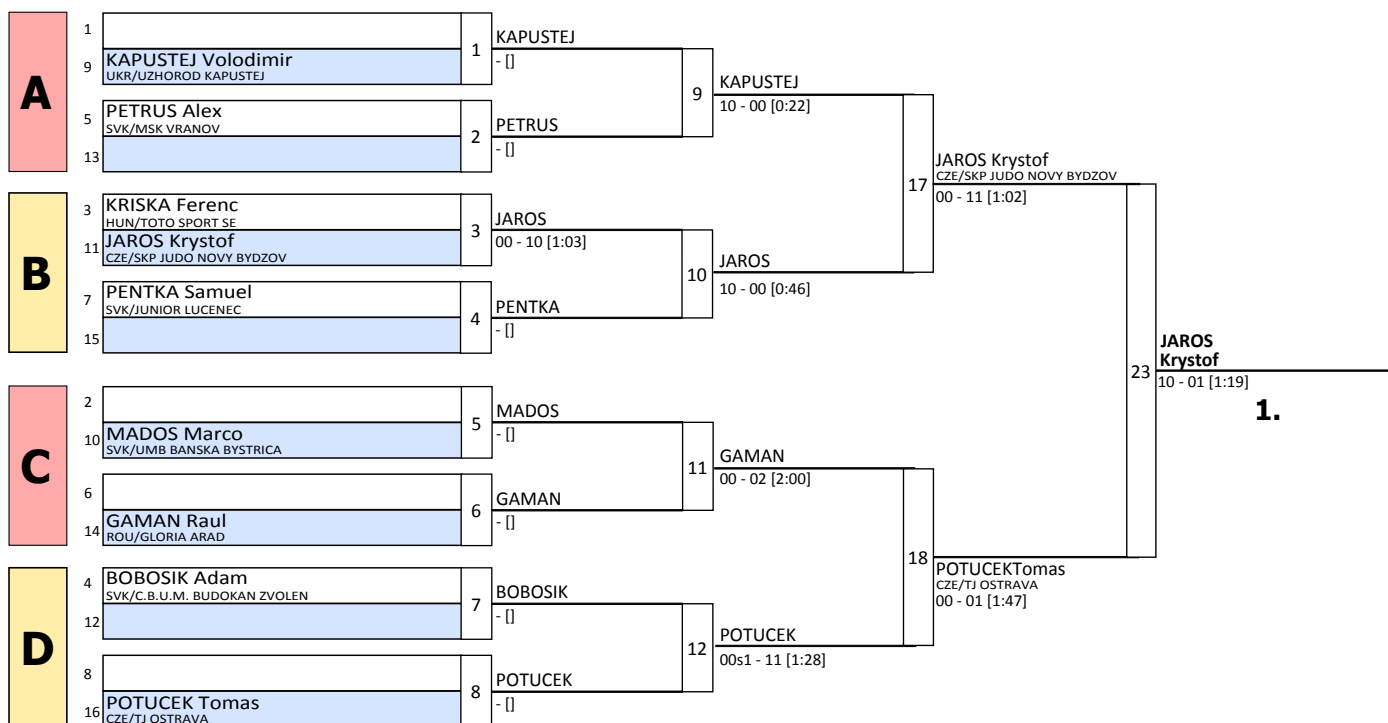 A
1
9
KAPUSTEJ Volodimir
UKR/UZHOROD KAPUSTEJ
1
KAPUSTEJ
- []
5
PETRUS Alex
SVK/MSK VRANOV
13
2
PETRUS
- []
9
KAPUSTEJ
10 - 00 [0:22]
B
3
KRISKA Ferenc
HUN/TOTO SPORT SE
11
JAROS Krystof
CZE/SKP JUDO NOVY BYDZOV
3
JAROS
00 - 10 [1:03]
7
PENTKA Samuel
SVK/JUNIOR LUCENEC
15
4
PENTKA
- []
10
JAROS
10 - 00 [0:46]
17
JAROS Krystof
CZE/SKP JUDO NOVY BYDZOV
00 - 11 [1:02]
C
2
10
MADOS Marco
SVK/UMB BANSKA BYSTRICA
5
MADOS
- []
6
14
GAMAN Raul
ROU/GLORIA ARAD
6
GAMAN
- []
11
GAMAN
00 - 02 [2:00]
D
4
BOBOSIK Adam
SVK/C.B.U.M. BUDOKAN ZVOLEN
12
7
BOBOSIK
- []
8
16
POTUCEK Tomas
CZE/TJ OSTRAVA
8
POTUCEK
- []
12
POTUCEK
00s1 - 11 [1:28]
18
POTUCEKTomas
CZE/TJ OSTRAVA
00 - 01 [1:47]
23
JAROS
Krystof
10 - 01 [1:19]
1.